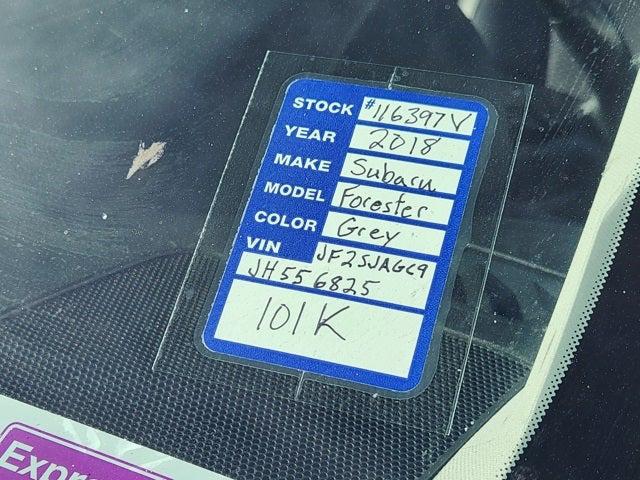 STOCK #116397V
YEAR 2018
MAKE Subaru
MODEL Forester
COLOR Grey
VIN JF2SJAGC9
JH556825
101K